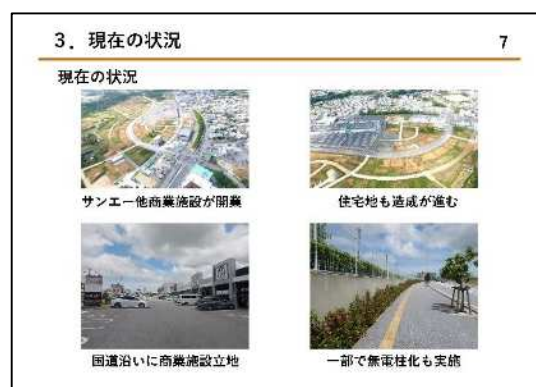 3．現在の状況
7
現在の状況
サンエー他商業施設が開業
住宅地も造成が進む
国道沿いに商業施設立地
一部で無電柱化も実施